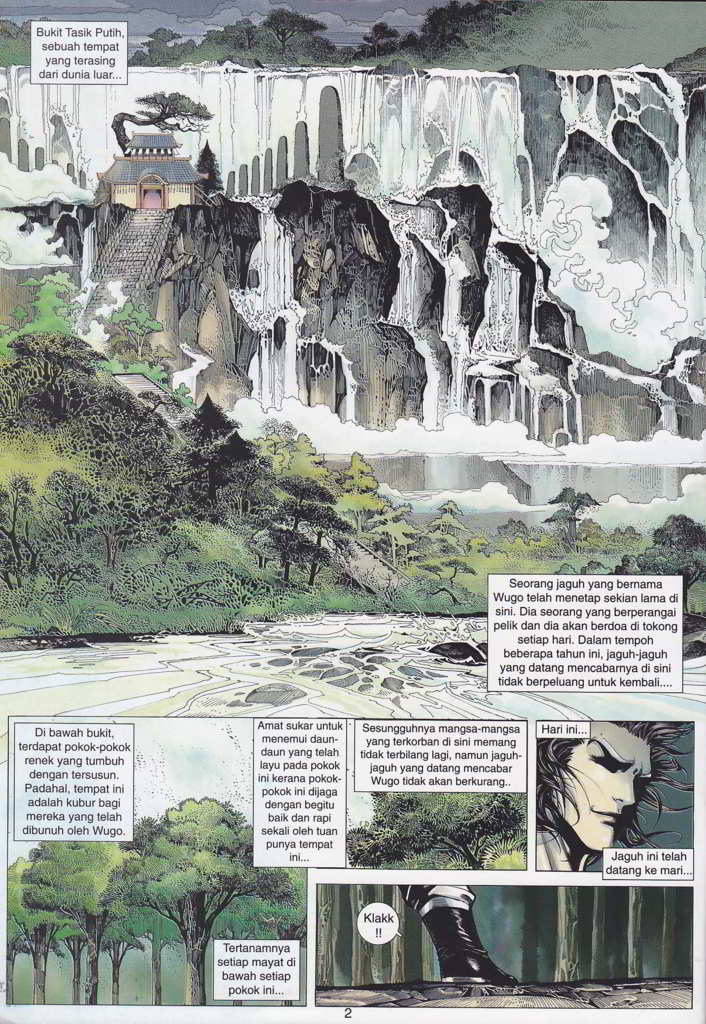 Bukit Tasik Putih,
sebuah tempat
yang terasing
dari dunia luar...
Seorang jaguh yang bernama
Wugo telah menetap sekian lama di
sini. Dia seorang yang berperangai
pelik dan dia akan berdoa di tokong
setiap hari. Dalam tempoh
beberapa tahun ini, jaguh-jaguh
yang datang mencabarnya di sini
tidak berpeluang untuk kembali....
Di bawah bukit,
terdapat pokok-pokok
renek yang tumbuh
dengan tersusun.
Padahal, tempat ini
adalah kubur bagi
mereka yang telah
dibunuh oleh Wugo.
Amat sukar untuk
menemui daun-
daun yang telah
layu pada pokok
ini kerana pokok-
pokok ini dijaga
dengan begitu
baik dan rapi
sekali oleh tuan
punya tempat
ini...
Tertanamnya
setiap mayat di
bawah setiap
pokok ini...
Sesungguhnya mangsa-mangsa
yang terkorban di sini memang
tidak terbilang lagi, namun jaguh-
jaguh yang datang mencabar
Wugo tidak akan berkurang..
Hari ini...
Jaguh ini telah
datang ke mari...
Klakk
!!
2